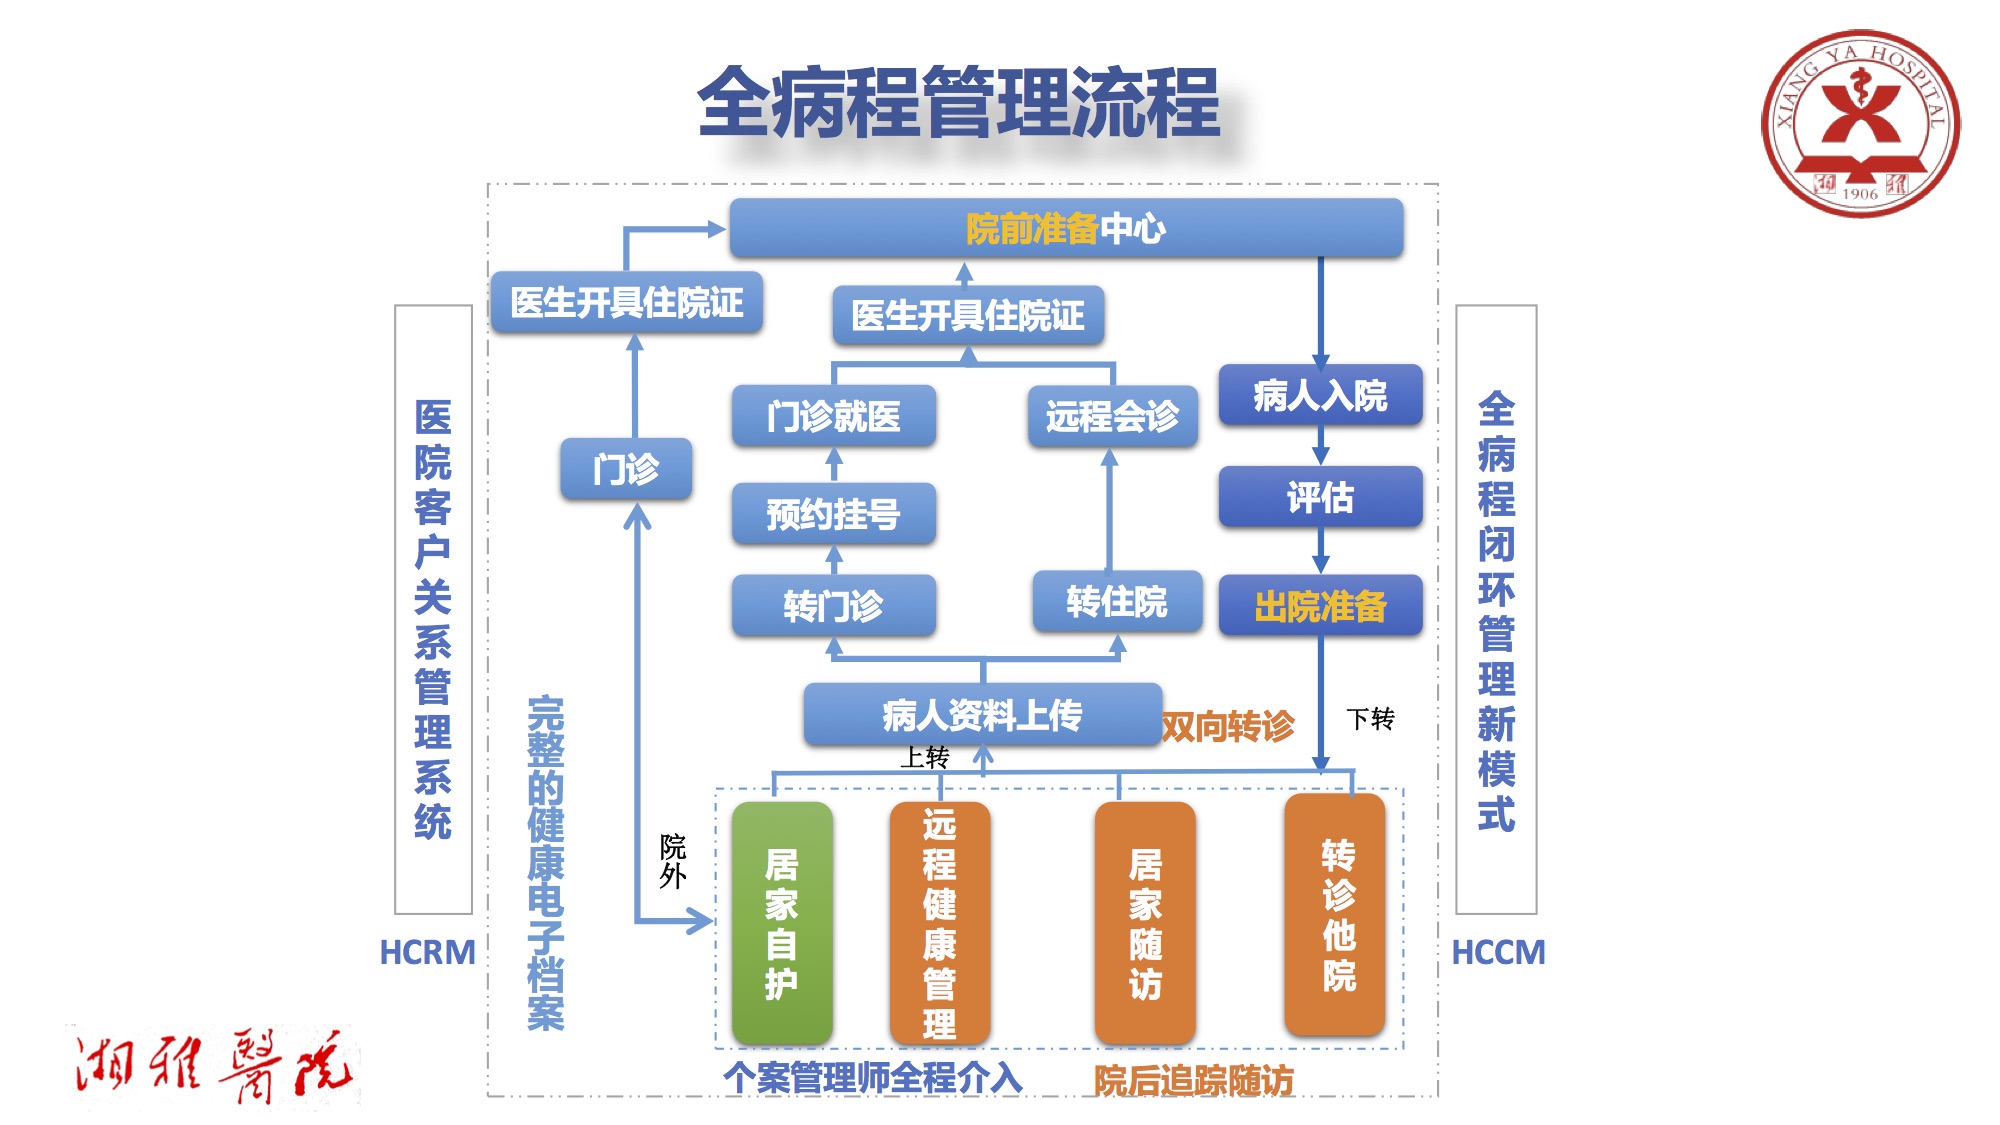 全病程管理流程
XIANG YA HOSPITAL
湘雅
1906
院前准备中心
医生开具住院证
医生开具住院证
门诊就医
远程会诊
病人入院
门诊
预约挂号
评估
转门诊
转住院
出院准备
病人资料上传
双向转诊
下转
上转
院外
居家自护
远程健康管理
居家随访
转诊他院
个案管理师全程介入
院后追踪随访
完整的健康电子档案
医院客户关系管理系统
HCRM
全病程闭环管理新模式
HCCM
湘雅醫院